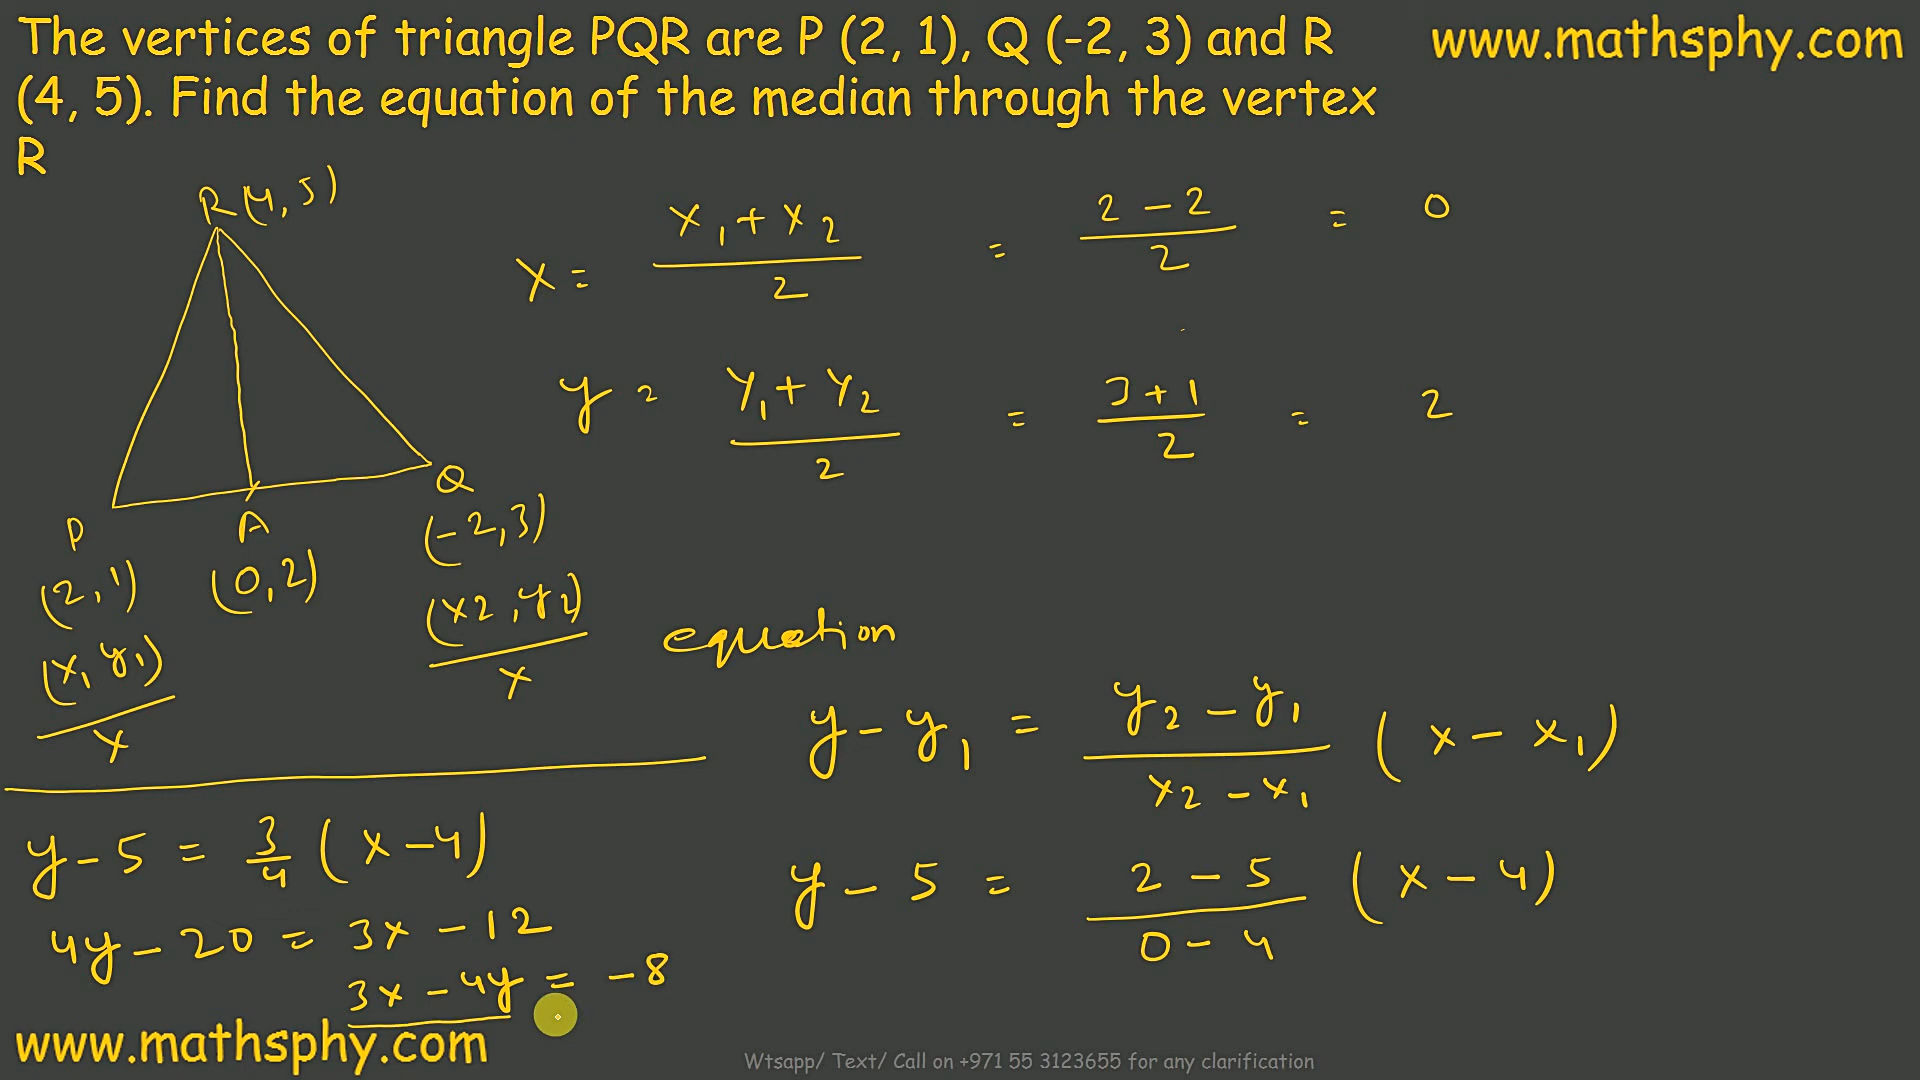 The vertices of triangle PQR are P (2, 1), Q (-2, 3) and R
(4, 5). Find the equation of the median through the vertex
R
www.mathsphy.com
R(4,5)
P
(2,1)
(x1 y1)
x
A
(0,2)
Q
(-2,3)
(x2, y2)
x
x = (x1 + x2)/2 = (2 - 2)/2 = 0
y = (y1 + y2)/2 = (3 + 1)/2 = 2
equation
y - y1 = (y2 - y1)/(x2 - x1) (x - x1)
y - 5 = (2 - 5)/(0 - 4) (x - 4)
y - 5 = 3/4 (x - 4)
4y - 20 = 3x - 12
3x - 4y = -8
www.mathsphy.com
Wtsapp/ Text/ Call on +971 55 3123655 for any clarification